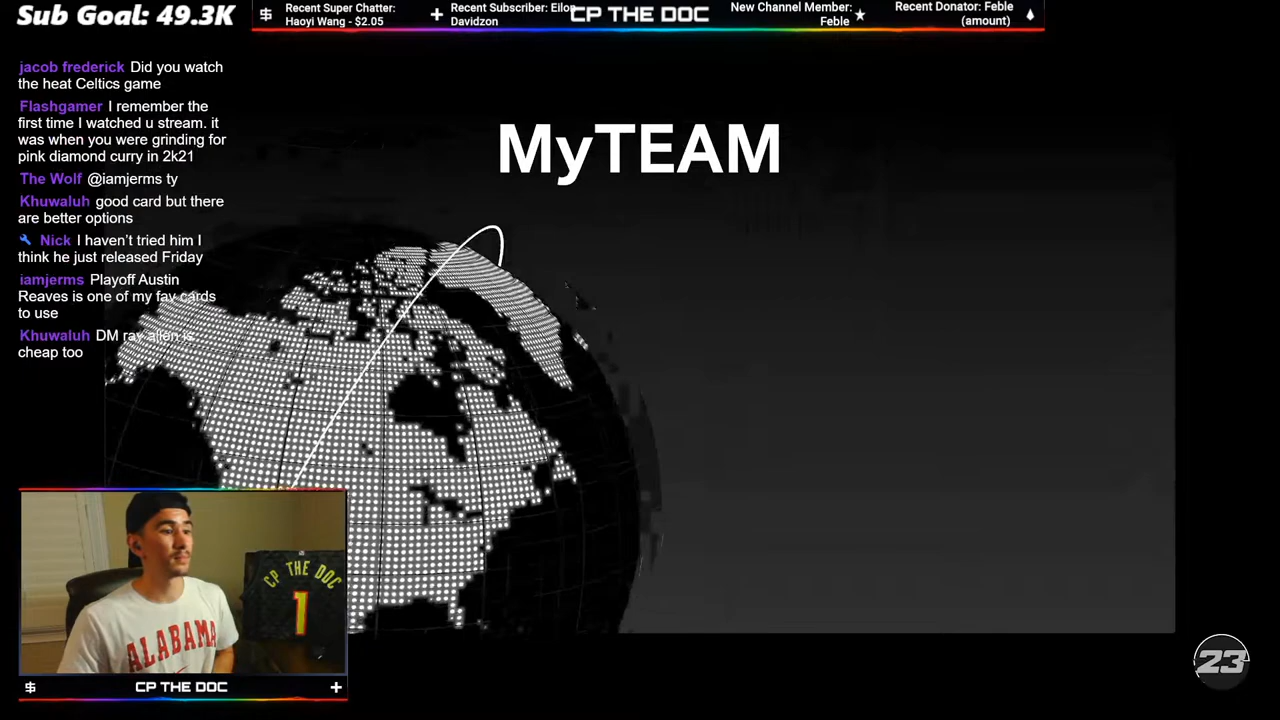 Sub Goal: 49.3K
Recent Super Chatter:
Haoyi Wang - $2.05
Recent Subscriber: Eilon
Davidzon
CP THE DOC
New Channel Member:
Feble
Recent Donator: Feble
(amount)
jacob frederick Did you watch
the heat Celtics game
Flashgamer I remember the
first time I watched u stream. it
was when you were grinding for
pink diamond curry in 2k21
The Wolf @iamjerms ty
Khuwaluh good card but there
are better options
Nick I haven't tried him I
think he just released Friday
iamjerms Playoff Austin
Reaves is one of my fav cards
to use
Khuwaluh DM ray allen is
cheap too
MyTEAM
CP THE DOC
1
ALABAMA
CP THE DOC
23